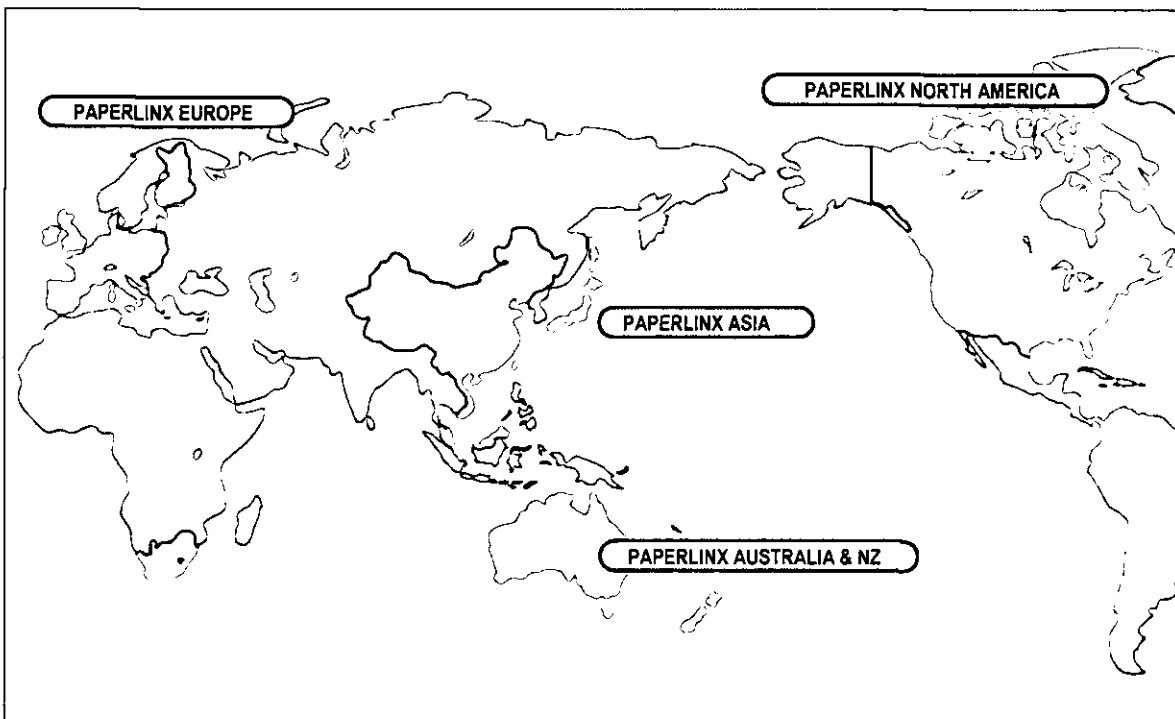 PAPERLINX EUROPE
PAPERLINX NORTH AMERICA
PAPERLINX ASIA
PAPERLINX AUSTRALIA & NZ